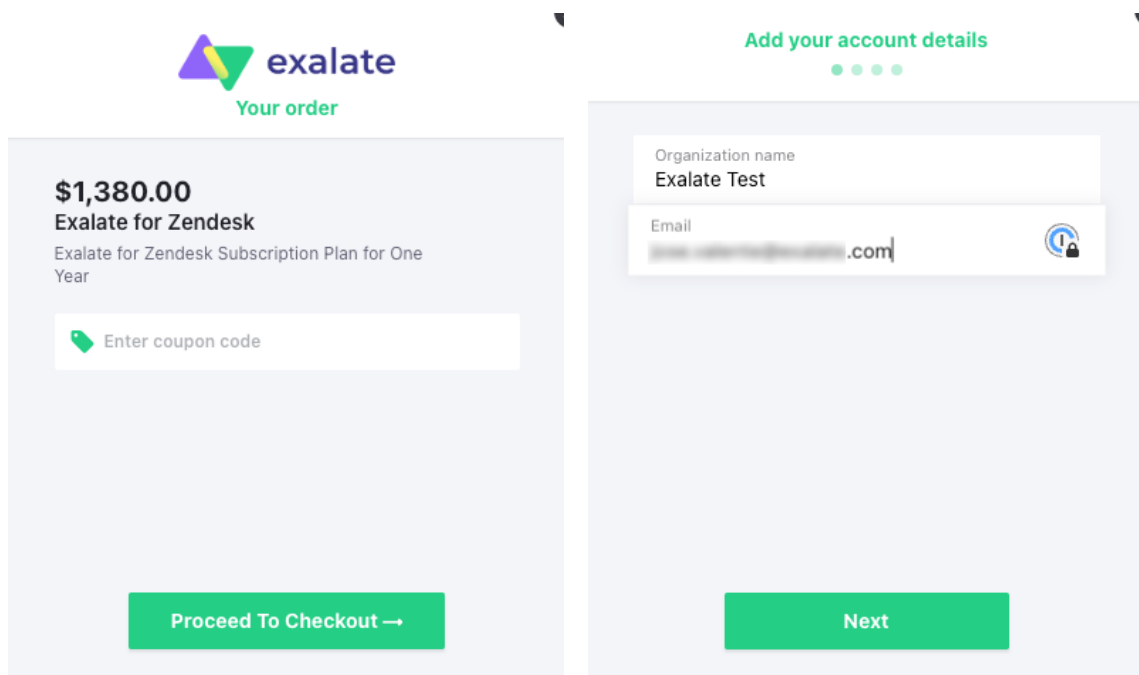 exalate
Your order
$1,380.00
Exalate for Zendesk
Exalate for Zendesk Subscription Plan for One
Year
Enter coupon code
Proceed To Checkout →
Add your account details
Organization name
Exalate Test
Email
.com
Next